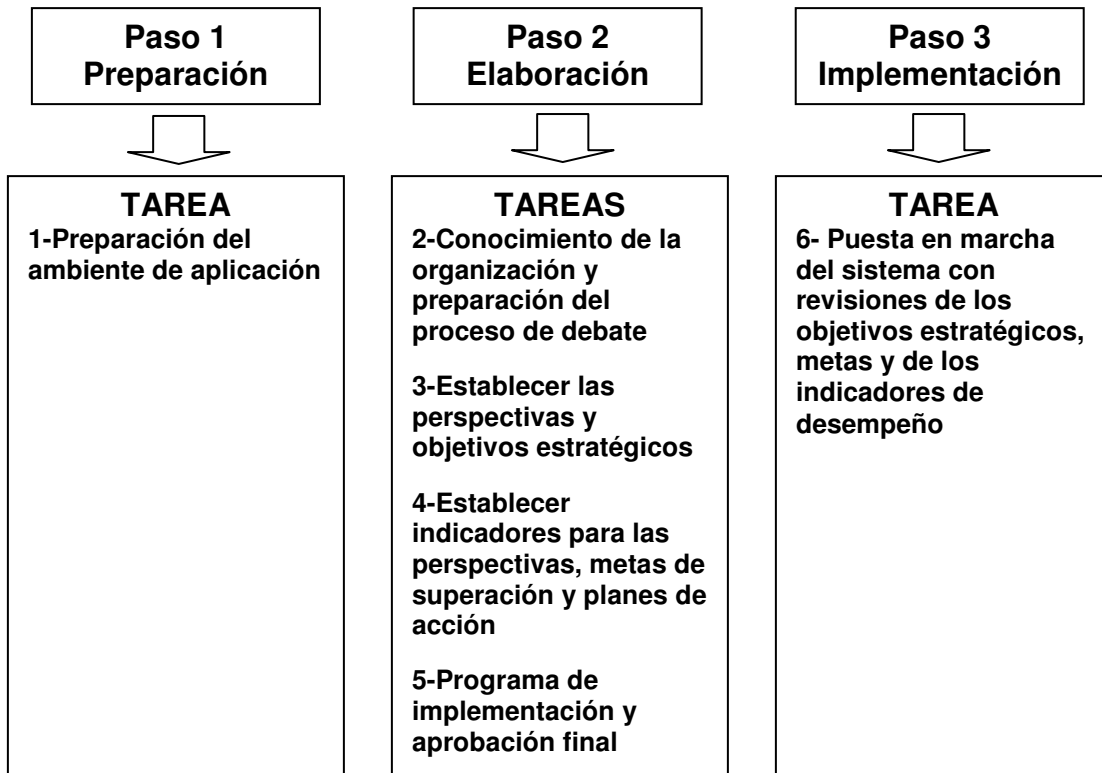 Paso 1
Preparación
Paso 2
Elaboración
Paso 3
Implementación
TAREA
1-Preparación del
ambiente de aplicación
TAREAS
2-Conocimiento de la
organización y
preparación del
proceso de debate
3-Establecer las
perspectivas y
objetivos estratégicos
4-Establecer
indicadores para las
perspectivas, metas de
superación y planes de
acción
5-Programa de
implementación y
aprobación final
TAREA
6- Puesta en marcha
del sistema con
revisiones de los
objetivos estratégicos,
metas y de los
indicadores de
desempeño